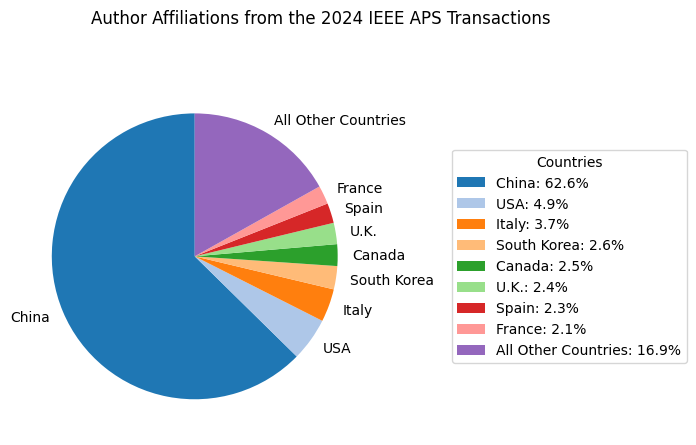 Author Affiliations from the 2024 IEEE APS Transactions
All Other Countries
France
Spain
U.K.
Canada
South Korea
Italy
USA
China
Countries
China: 62.6%
USA: 4.9%
Italy: 3.7%
South Korea: 2.6%
Canada: 2.5%
U.K.: 2.4%
Spain: 2.3%
France: 2.1%
All Other Countries: 16.9%